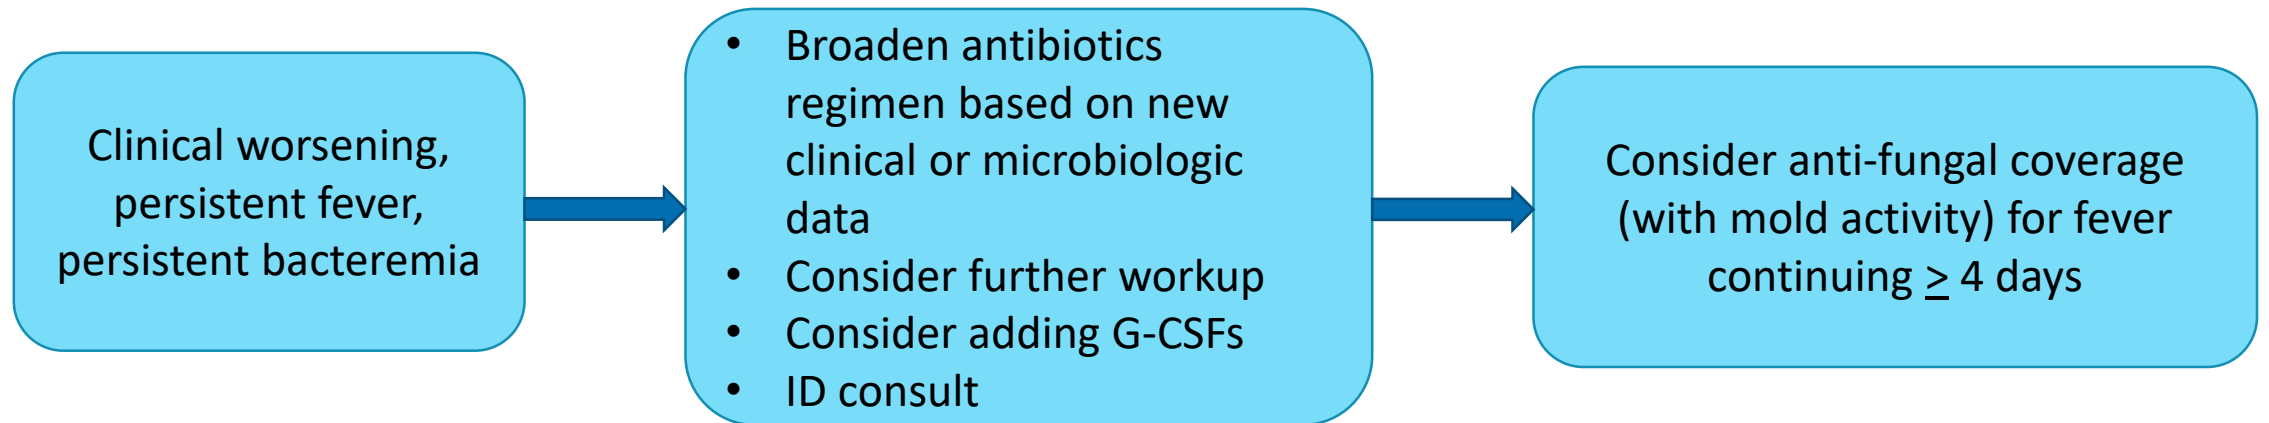 Clinical worsening,
persistent fever,
persistent bacteremia
• Broaden antibiotics
regimen based on new
clinical or microbiologic
data
• Consider further workup
• Consider adding G-CSFs
• ID consult
Consider anti-fungal coverage
(with mold activity) for fever
continuing ≥ 4 days